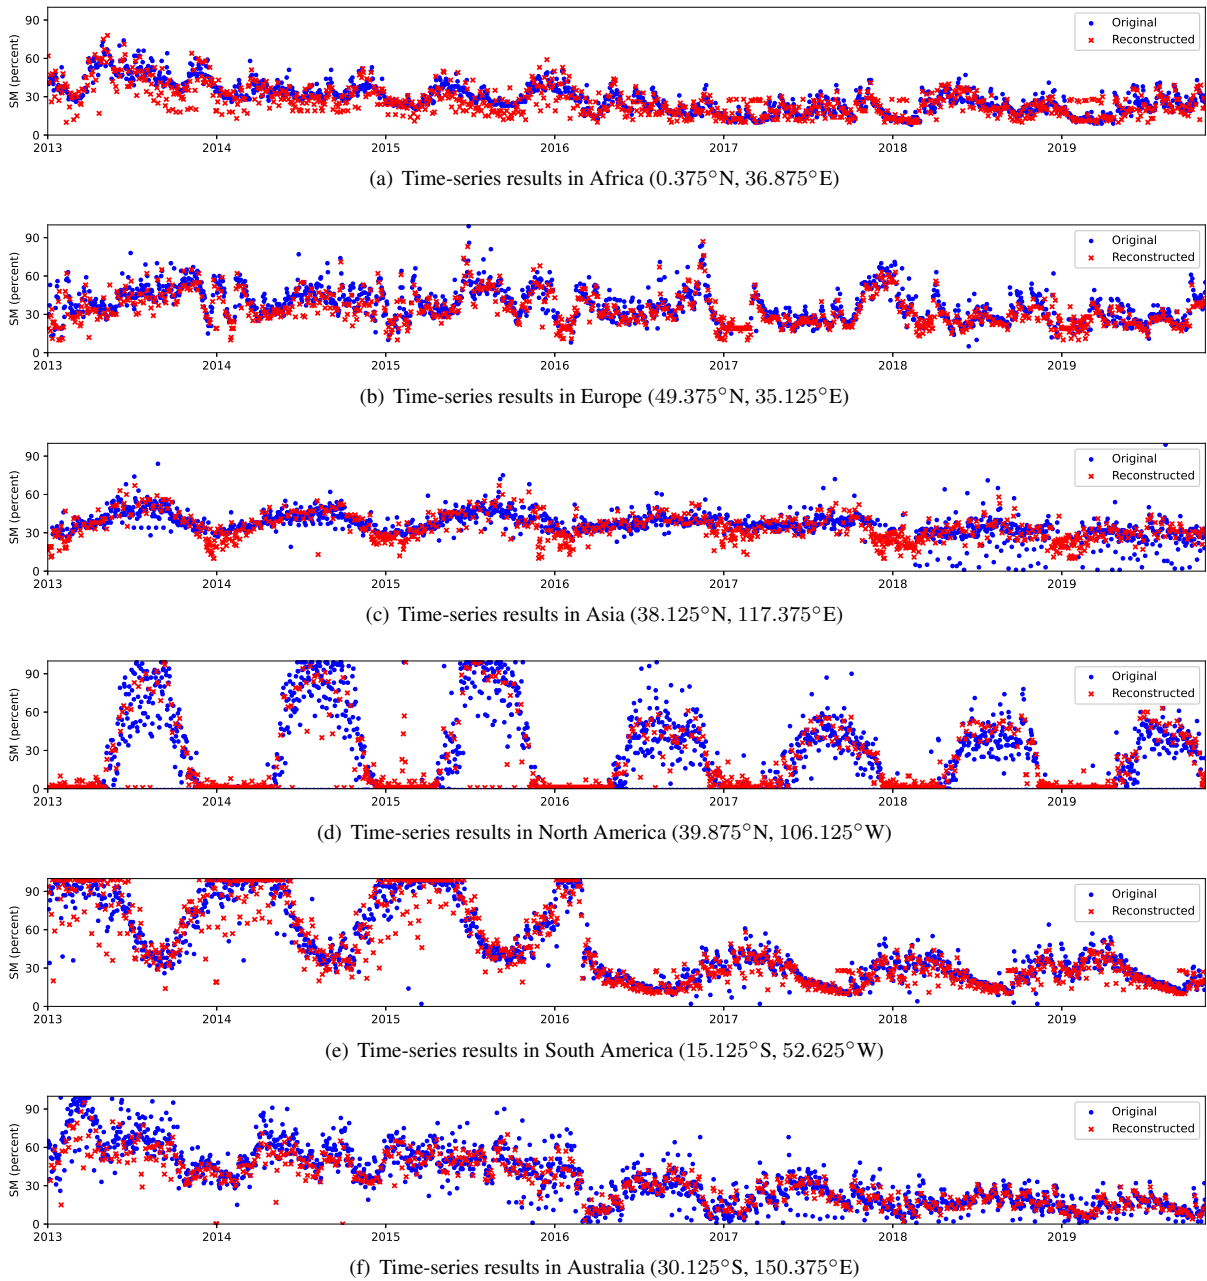 90
Original
Reconstructed
60
30
0
SM (percent)
2013 2014 2015 2016 2017 2018 2019
(a) Time-series results in Africa (0.375°N, 36.875°E)
90
Original
Reconstructed
60
30
0
SM (percent)
2013 2014 2015 2016 2017 2018 2019
(b) Time-series results in Europe (49.375°N, 35.125°E)
90
Original
Reconstructed
60
30
0
SM (percent)
2013 2014 2015 2016 2017 2018 2019
(c) Time-series results in Asia (38.125°N, 117.375°E)
90
Original
Reconstructed
60
30
0
SM (percent)
2013 2014 2015 2016 2017 2018 2019
(d) Time-series results in North America (39.875°N, 106.125°W)
90
Original
Reconstructed
60
30
0
SM (percent)
2013 2014 2015 2016 2017 2018 2019
(e) Time-series results in South America (15.125°S, 52.625°W)
90
Original
Reconstructed
60
30
0
SM (percent)
2013 2014 2015 2016 2017 2018 2019
(f) Time-series results in Australia (30.125°S, 150.375°E)